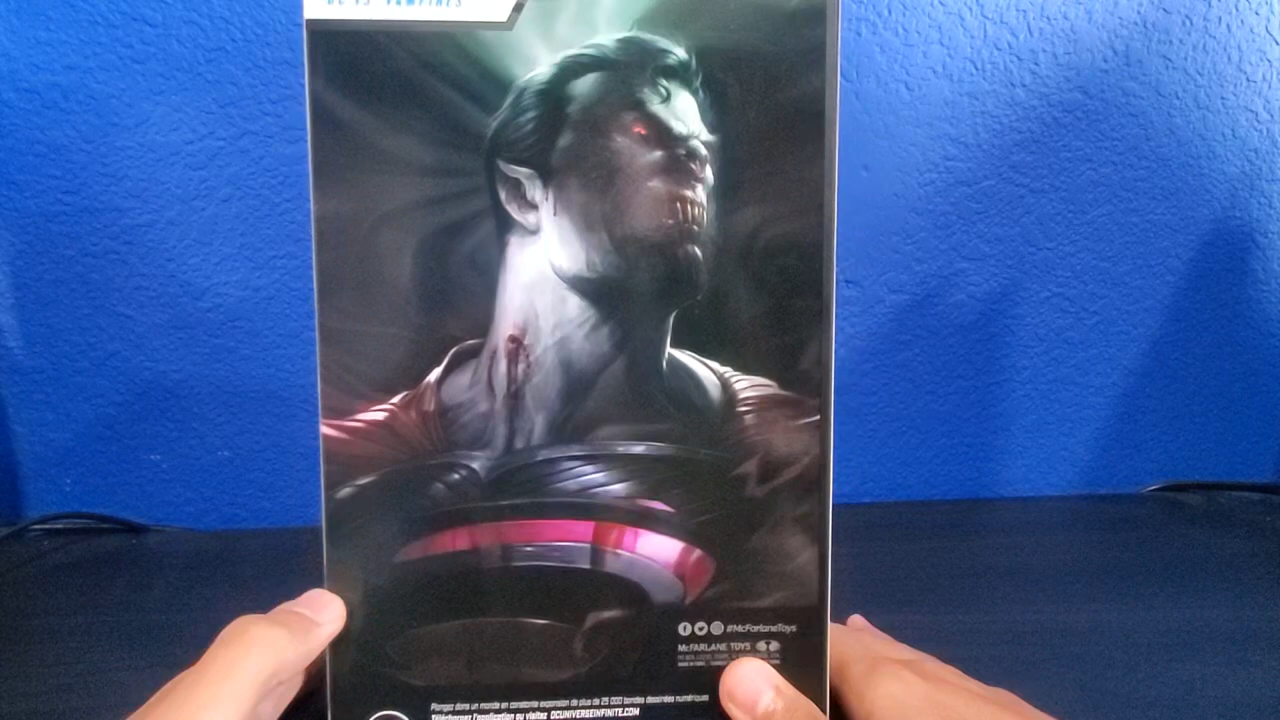 DC VS. VAMPIRES
#McFarlaneToys
McFARLANE TOYS
Plongez dans un monde en constante expansion de plus de 25 000 bandes dessinées numériques
Téléchargez l'application ou visitez DCUNIVERSEINFINITE.COM